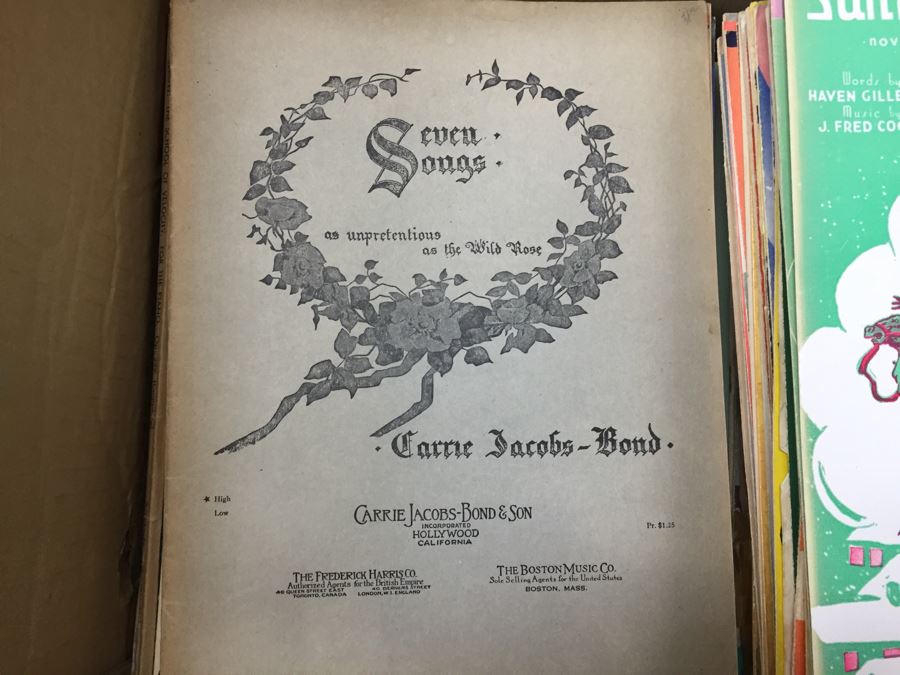 Seven
Songs
as unpretentious
as the Wild Rose
Carrie Jacobs-Bond
★ High
Low
CARRIE JACOBS-BOND & SON
INCORPORATED
HOLLYWOOD
CALIFORNIA
Pr. $1.25
THE FREDERICK HARRIS CO.
Authorized Agents for the British Empire
40 BERNERS STREET
TORONTO, CANADA LONDON, W.1. ENGLAND
THE BOSTON MUSIC CO.
Sole Selling Agents for the United States
BOSTON, MASS.
Words by
HAVEN GILLE
Music by
J. FRED COO